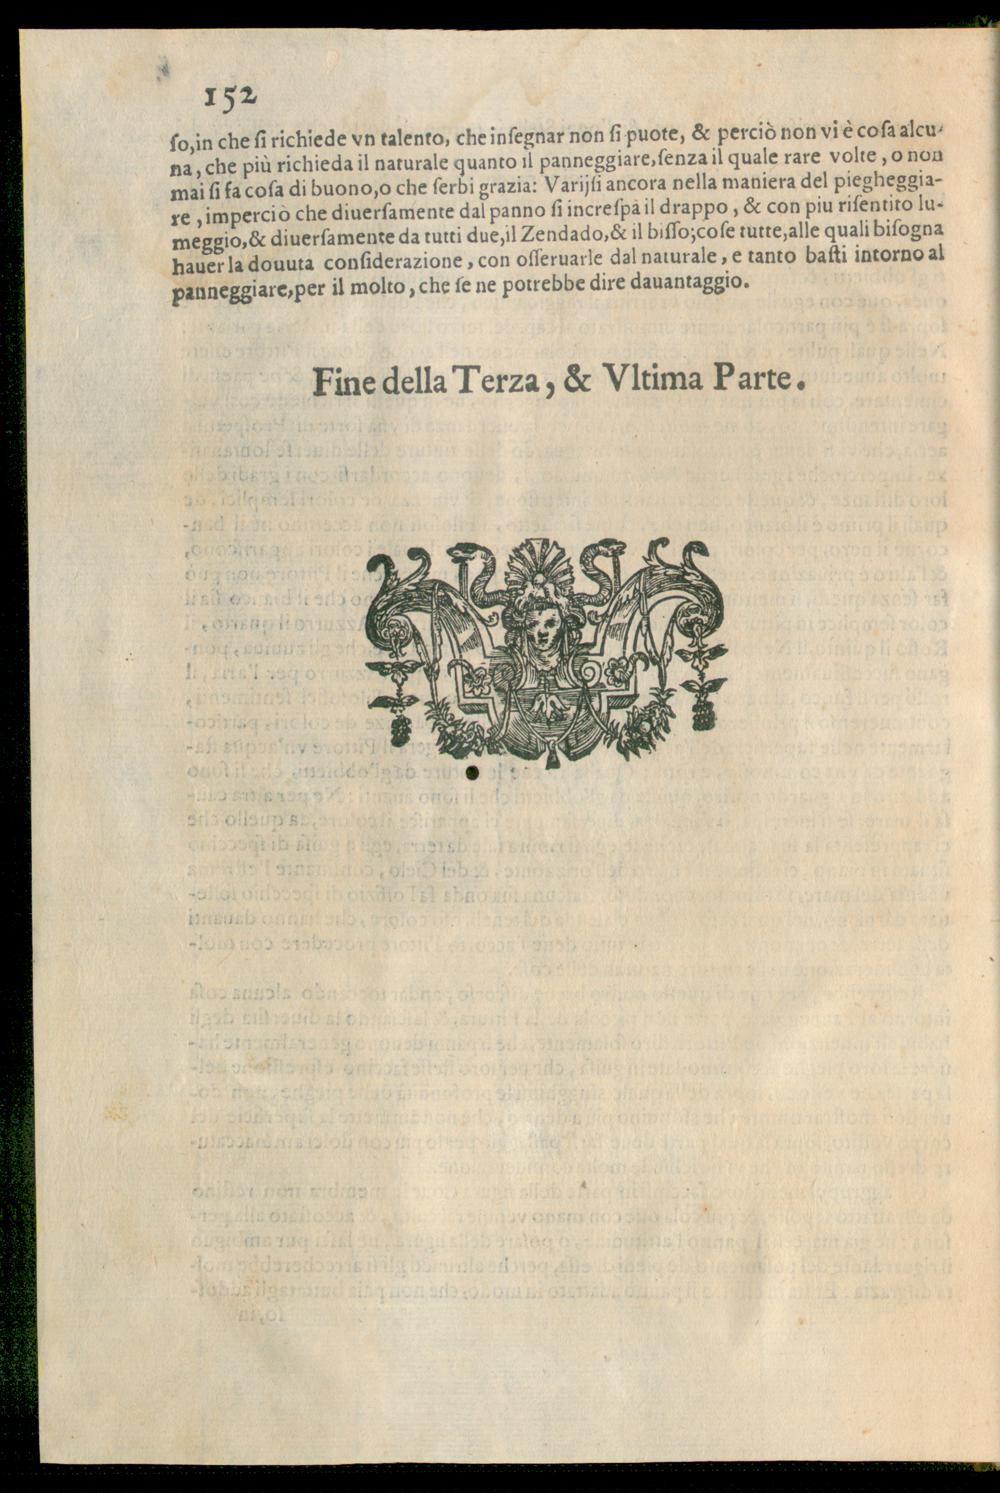 152
ſo,in che ſi richiede vn talento, che inſegnar non ſi puote, & perciò non vi è coſa alcu-
na, che più richieda il naturale quanto il panneggiare,ſenza il quale rare volte, o non
mai ſi fa coſa di buono,o che ſerbi grazia: Varijſi ancora nella maniera del piegheggia-
re, imperciò che diuerſamente dal panno ſi increſpa il drappo, & con piu riſentito lu-
meggio,& diuerſamente da tutti due,il Zendado,& il biſſo;coſe tutte,alle quali biſogna
hauer la douuta conſiderazione, con oſſeruarle dal naturale, e tanto baſti intorno al
panneggiare,per il molto, che ſe ne potrebbe dire dauantaggio.
Fine della Terza, & Vltima Parte.